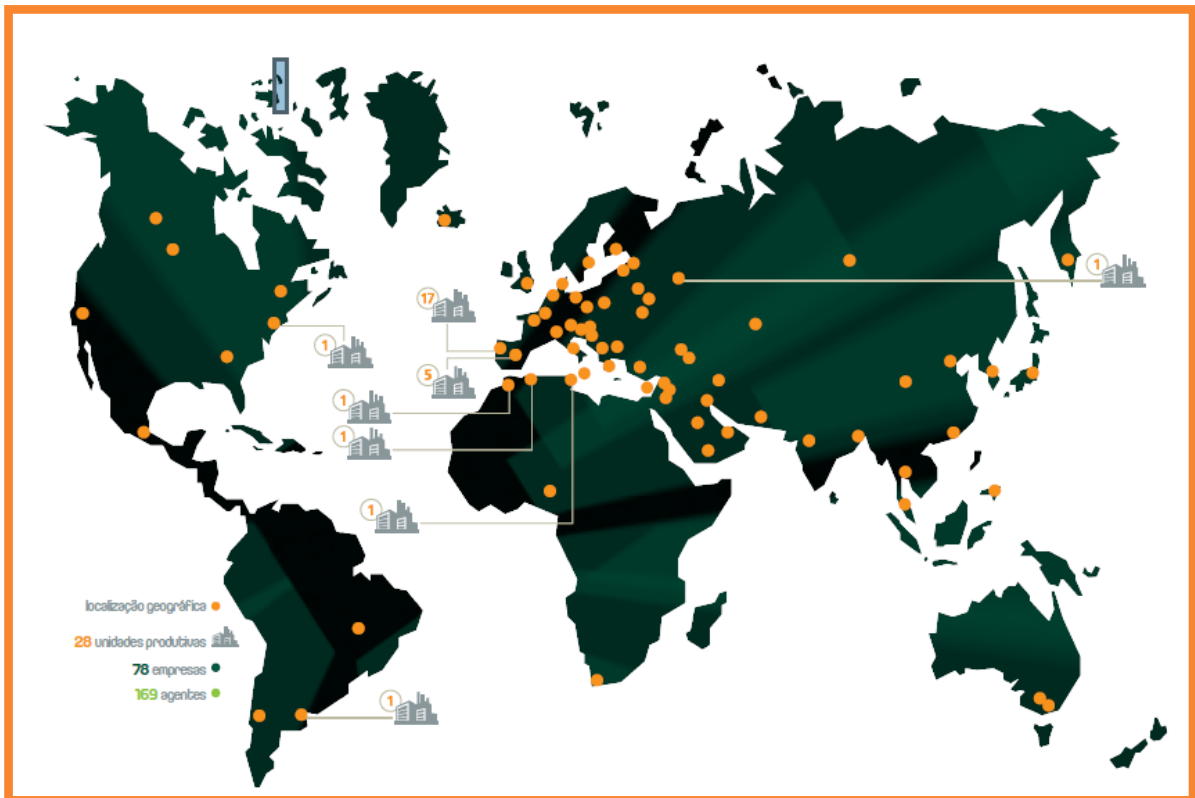 1
17
1
5
1
1
1
localização geográfica
28 unidades produtivas
78 empresas
169 agentes
1